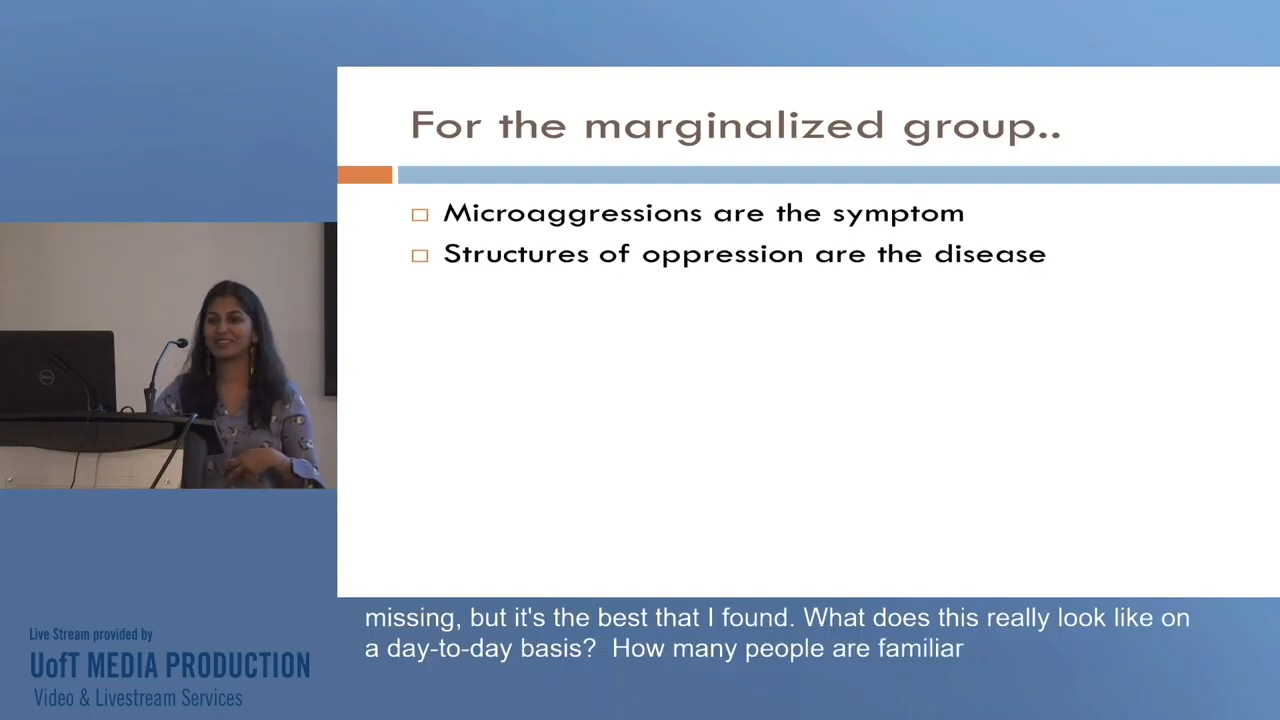 For the marginalized group..
Microaggressions are the symptom
Structures of oppression are the disease
missing, but it's the best that I found. What does this really look like on
a day-to-day basis?  How many people are familiar
Live Stream provided by
UofT MEDIA PRODUCTION
Video & Livestream Services
DELL